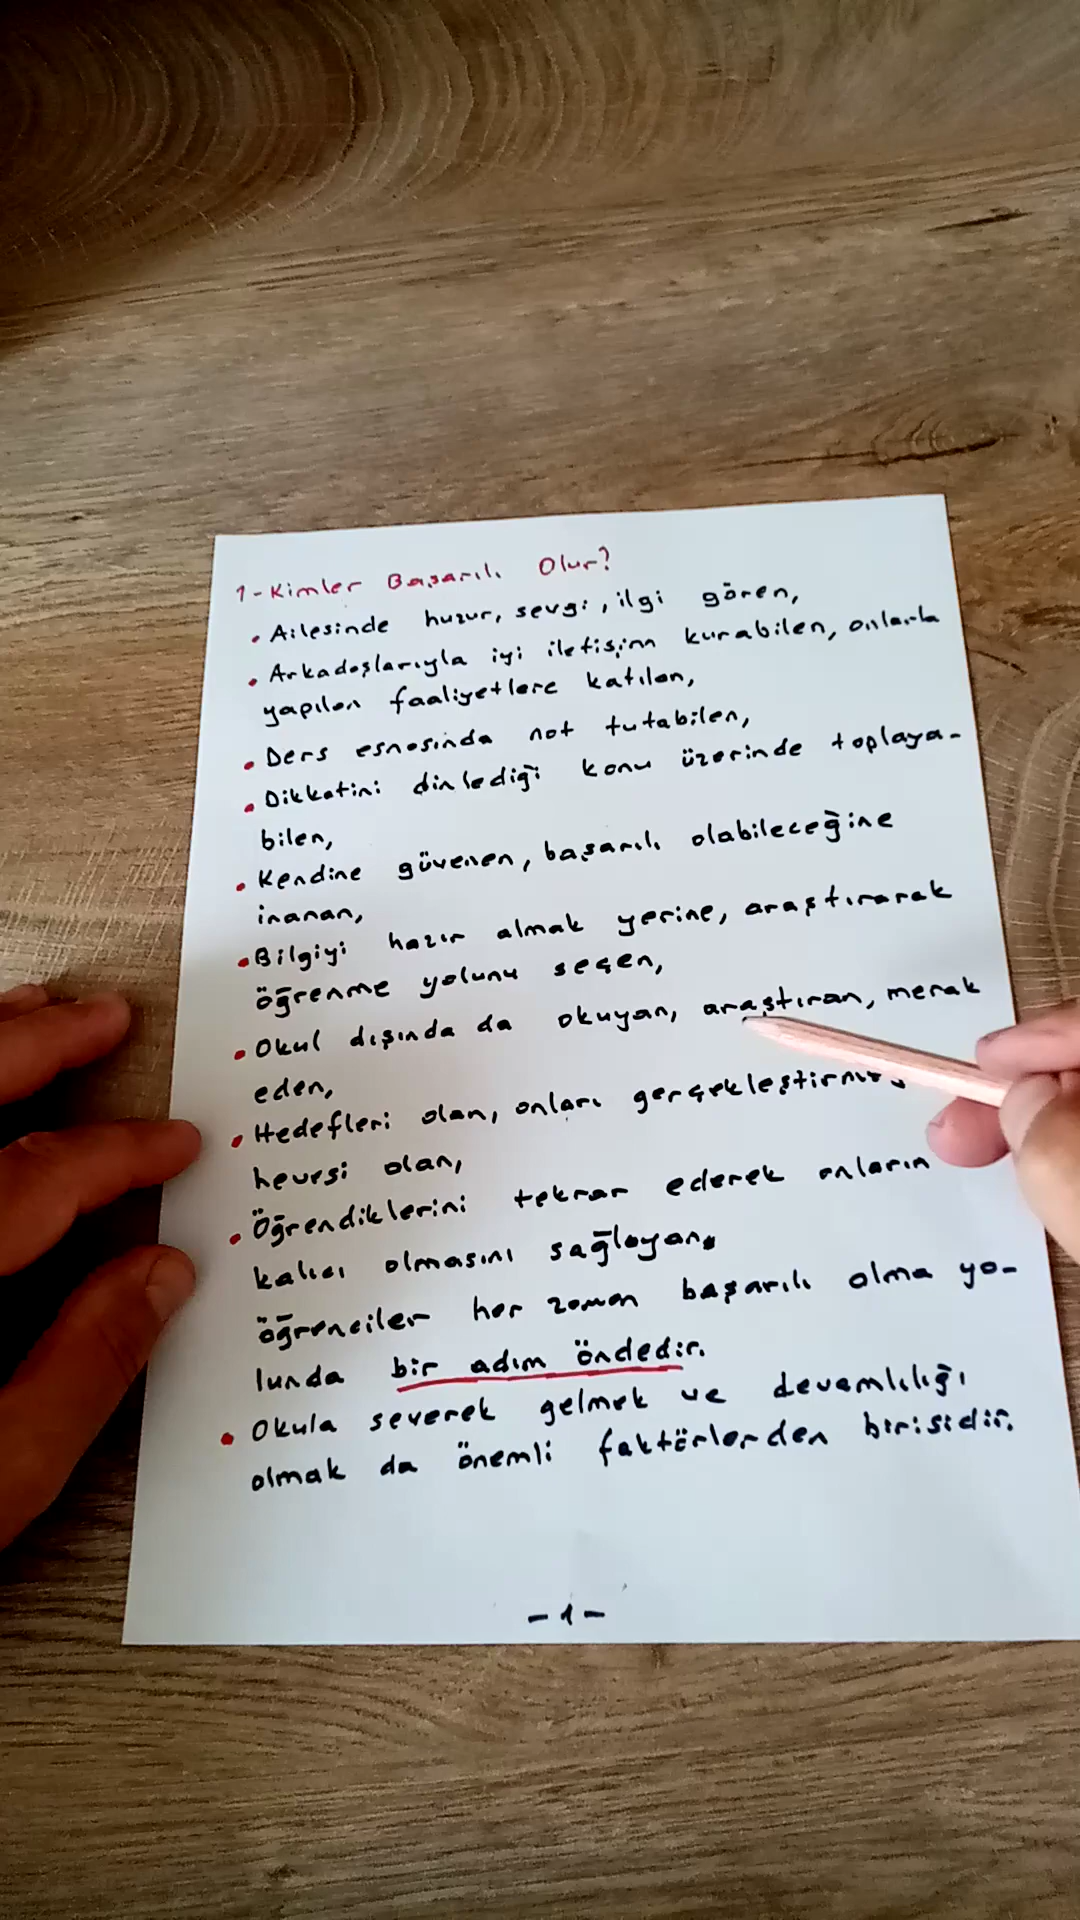 1-Kimler Başarılı Olur?
• Ailesinde huzur, sevgi, ilgi gören,
• Arkadaşlarıyla iyi iletişim kurabilen, onlarla
yapılan faaliyetlere katılan,
• Ders esnasında not tutabilen,
• Dikkatini dinlediği konu üzerinde toplaya-
bilen,
• Kendine güvenen, başarılı olabileceğine
inanan,
• Bilgiyi hazır almak yerine, araştırarak
öğrenme yolunu seçen,
• Okul dışında da okuyan, araştıran, merak
eden,
• Hedefleri olan, onları
hevesi olan,
• Öğrendiklerini tekrar ederek onların
kalıcı olmasını sağlayan.
öğrenciler her zaman başarılı olma yo-
lunda bir adım öndedir.
• Okula severek gelmek ve devamlılığı
olmak da önemli faktörlerden birisidir.
-1-